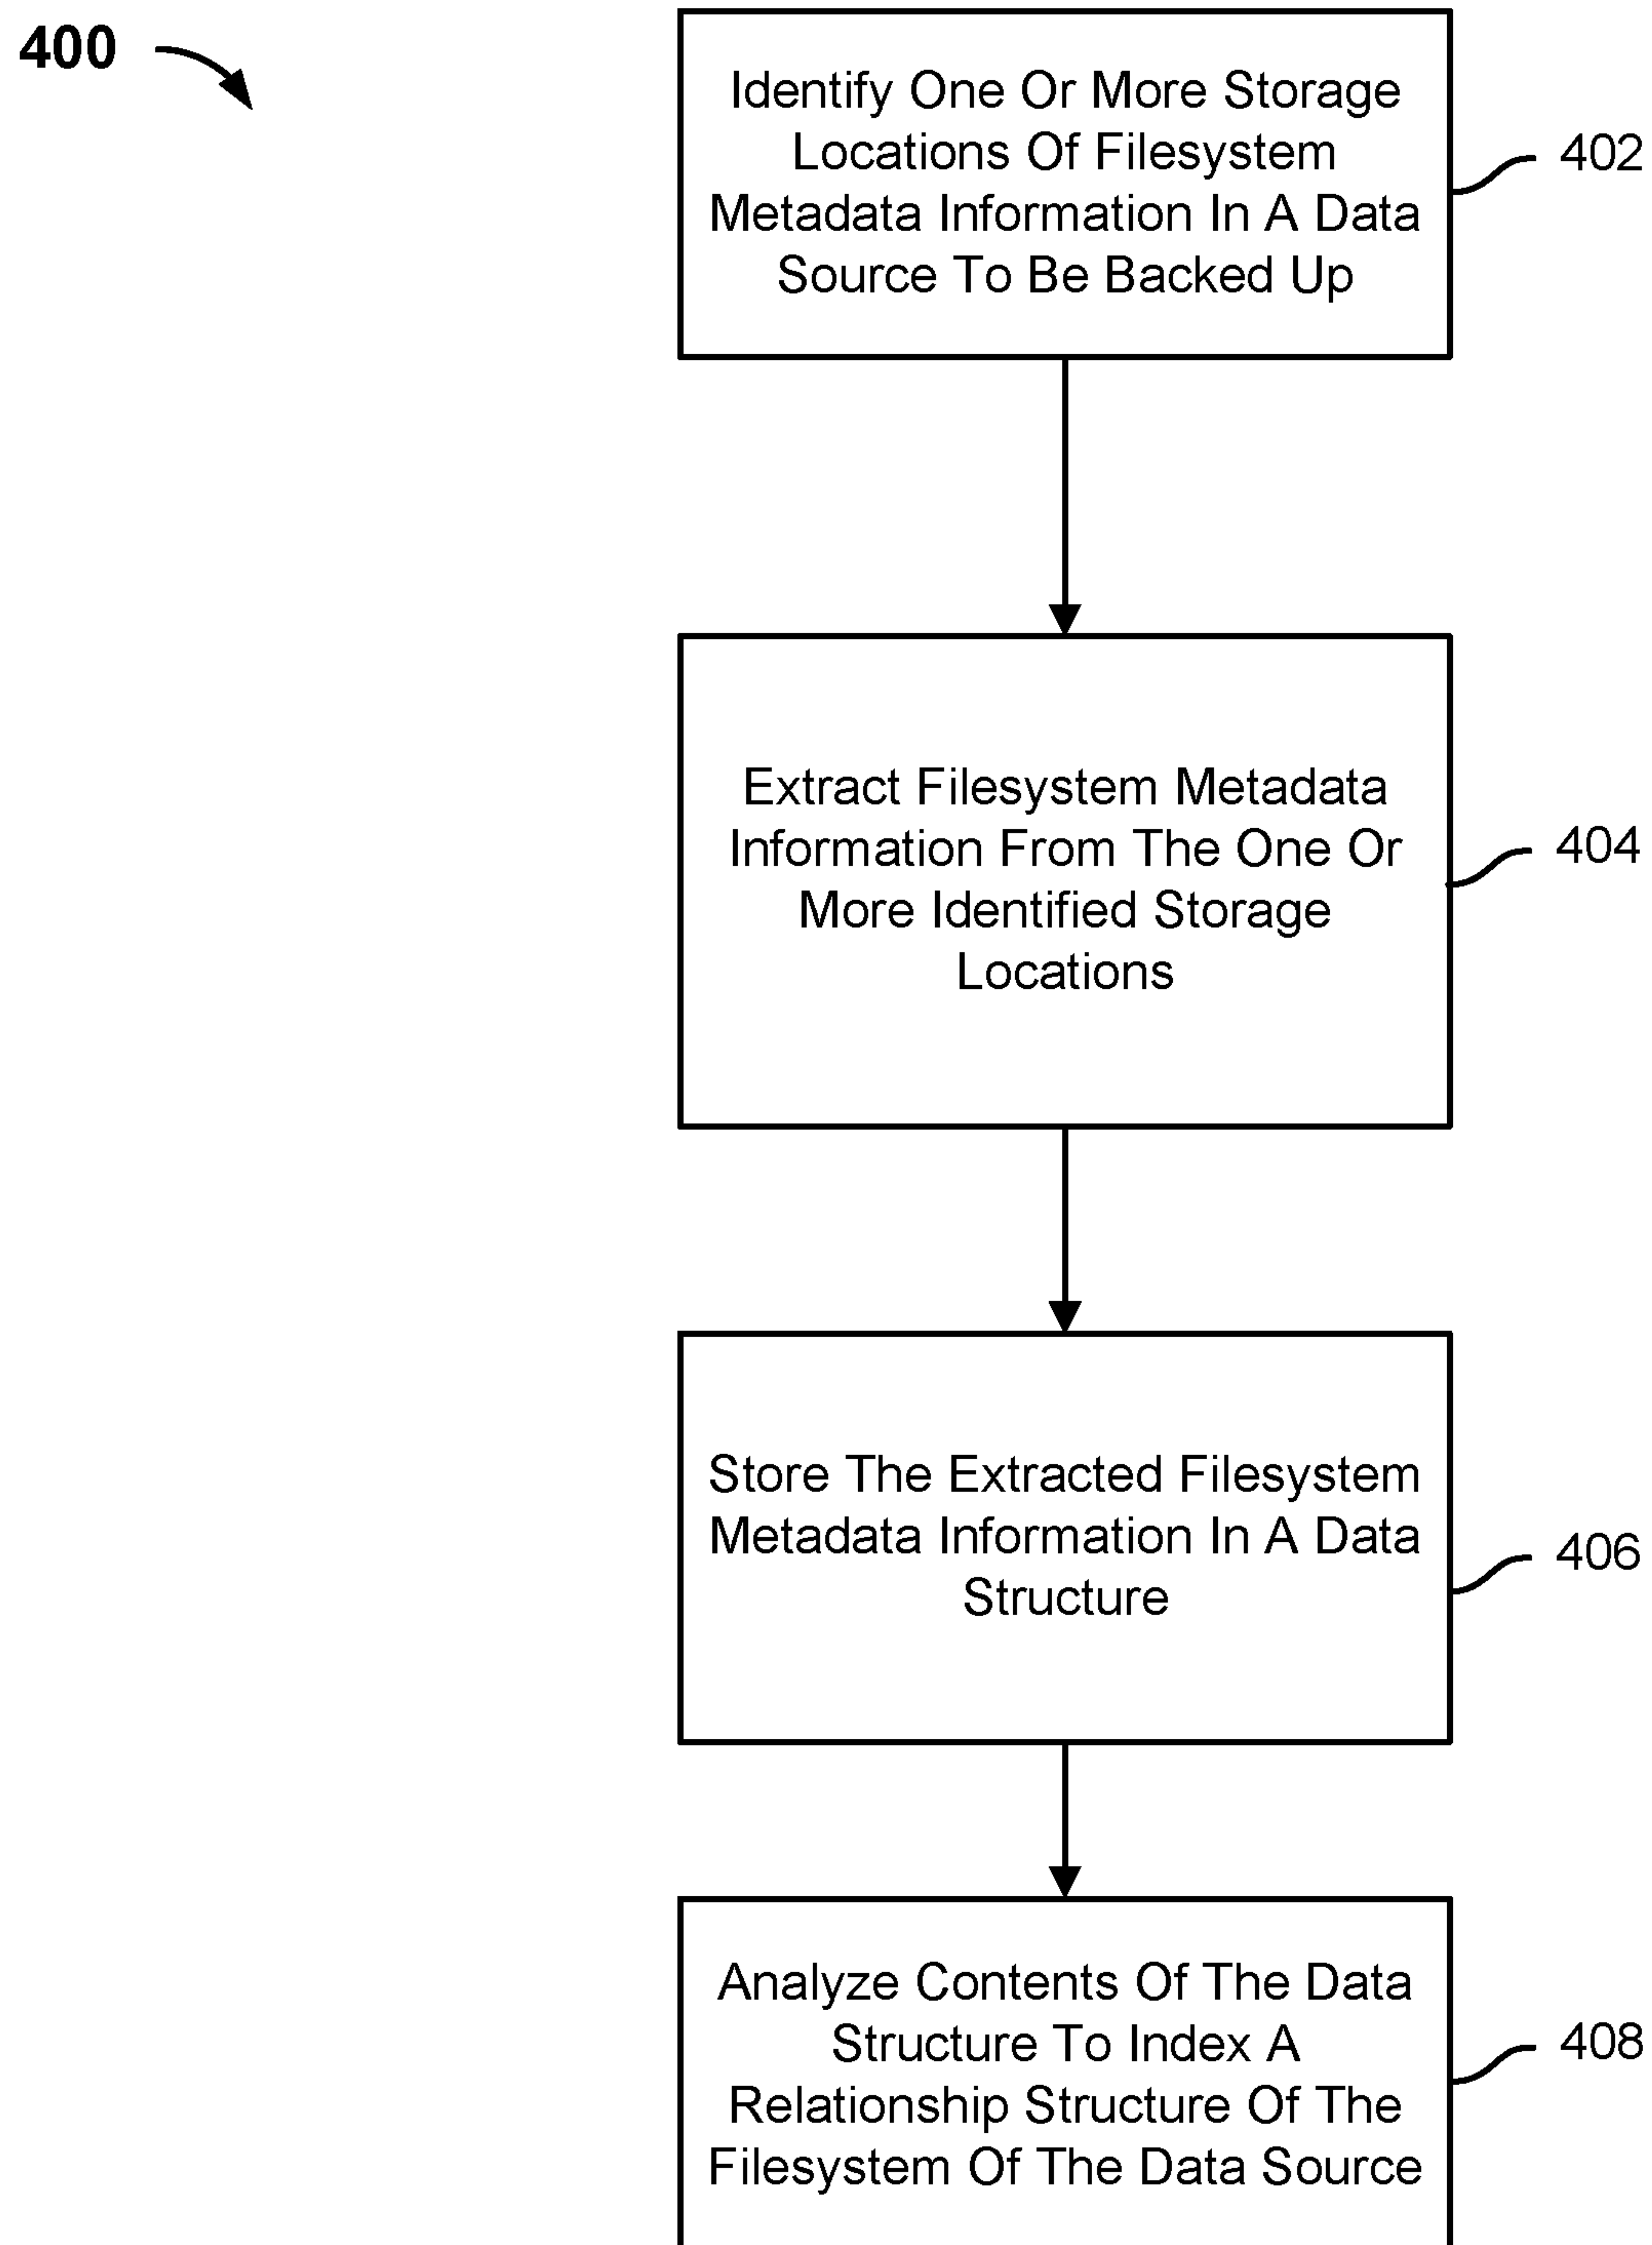 400
Identify One Or More Storage
Locations Of Filesystem
Metadata Information In A Data
Source To Be Backed Up
402
Extract Filesystem Metadata
Information From The One Or
More Identified Storage
Locations
404
Store The Extracted Filesystem
Metadata Information In A Data
Structure
406
Analyze Contents Of The Data
Structure To Index A
Relationship Structure Of The
Filesystem Of The Data Source
408